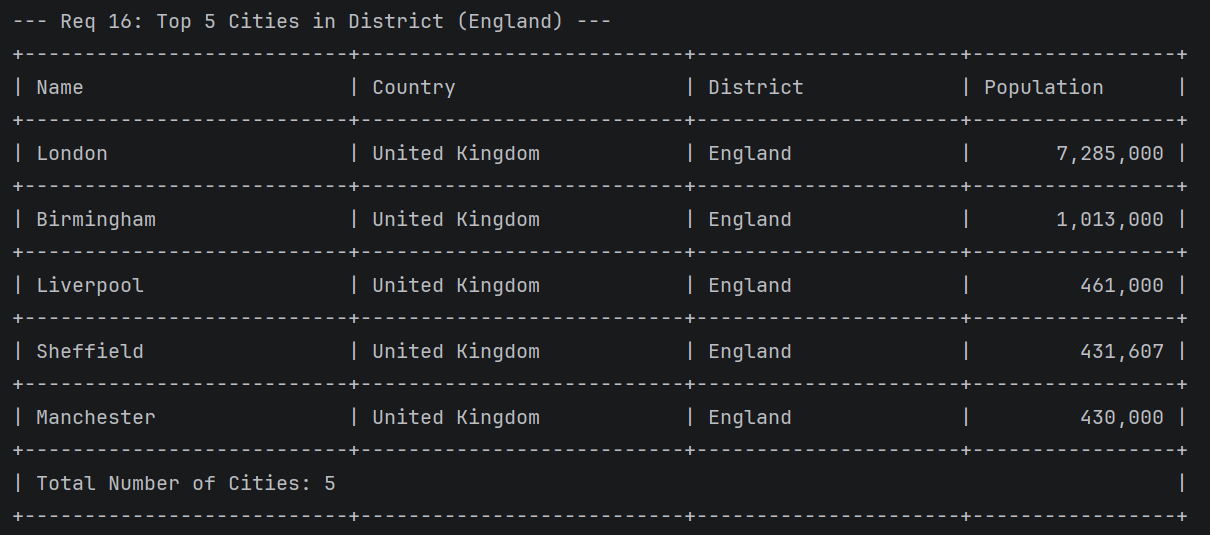 --- Req 16: Top 5 Cities in District (England) ---
+---------------------------+---------------------------+----------------------+-----------------+
| Name                      | Country                   | District             | Population      |
+---------------------------+---------------------------+----------------------+-----------------+
| London                    | United Kingdom            | England              |       7,285,000 |
+---------------------------+---------------------------+----------------------+-----------------+
| Birmingham                | United Kingdom            | England              |       1,013,000 |
+---------------------------+---------------------------+----------------------+-----------------+
| Liverpool                 | United Kingdom            | England              |         461,000 |
+---------------------------+---------------------------+----------------------+-----------------+
| Sheffield                 | United Kingdom            | England              |         431,607 |
+---------------------------+---------------------------+----------------------+-----------------+
| Manchester                | United Kingdom            | England              |         430,000 |
+---------------------------+---------------------------+----------------------+-----------------+
| Total Number of Cities: 5                                                                      |
+---------------------------+---------------------------+----------------------+-----------------+